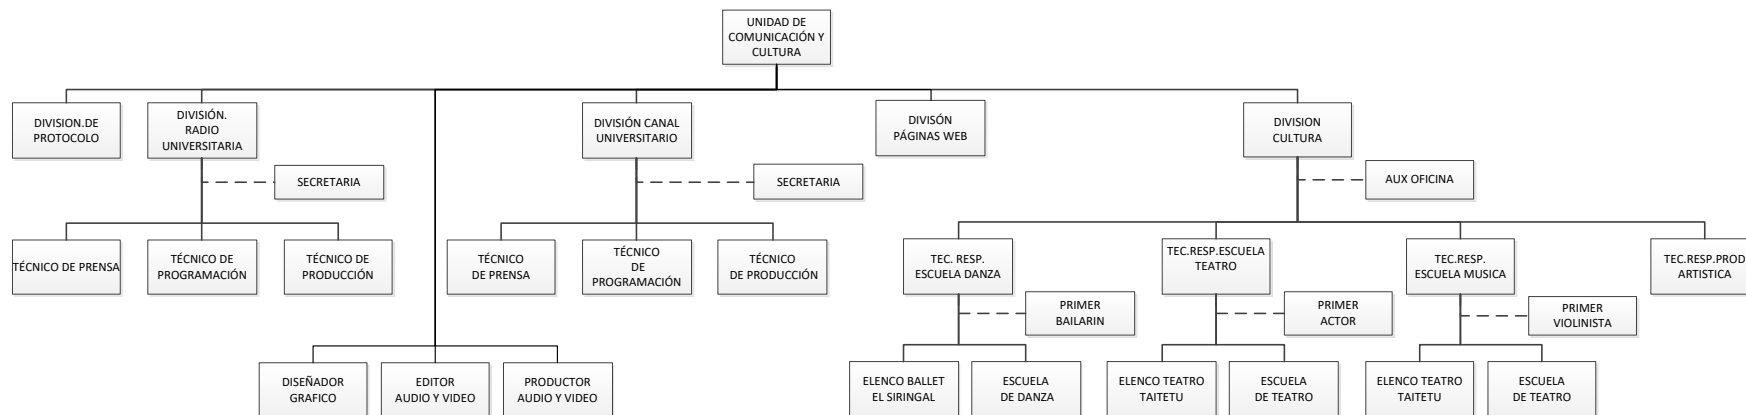 UNIDAD DE
COMUNICACIÓN Y
CULTURA
DIVISION.DE
PROTOCOLO
DIVISIÓN.
RADIO
UNIVERSITARIA
DIVISIÓN CANAL
UNIVERSITARIO
DIVISÓN
PÁGINAS WEB
DIVISION
CULTURA
SECRETARIA
SECRETARIA
AUX OFICINA
TÉCNICO DE PRENSA
TÉCNICO DE
PROGRAMACIÓN
TÉCNICO DE
PRODUCCIÓN
TÉCNICO
DE PRENSA
TÉCNICO
DE
PROGRAMACIÓN
TÉCNICO
DE PRODUCCIÓN
TEC. RESP.
ESCUELA DANZA
TEC.RESP.ESCUELA
TEATRO
TEC.RESP.
ESCUELA MUSICA
TEC.RESP.PROD
ARTISTICA
PRIMER
BAILARIN
PRIMER
ACTOR
PRIMER
VIOLINISTA
DISEÑADOR
GRAFICO
EDITOR
AUDIO Y VIDEO
PRODUCTOR
AUDIO Y VIDEO
ELENCO BALLET
EL SIRINGAL
ESCUELA
DE DANZA
ELENCO TEATRO
TAITETU
ESCUELA
DE TEATRO
ELENCO TEATRO
TAITETU
ESCUELA
DE TEATRO